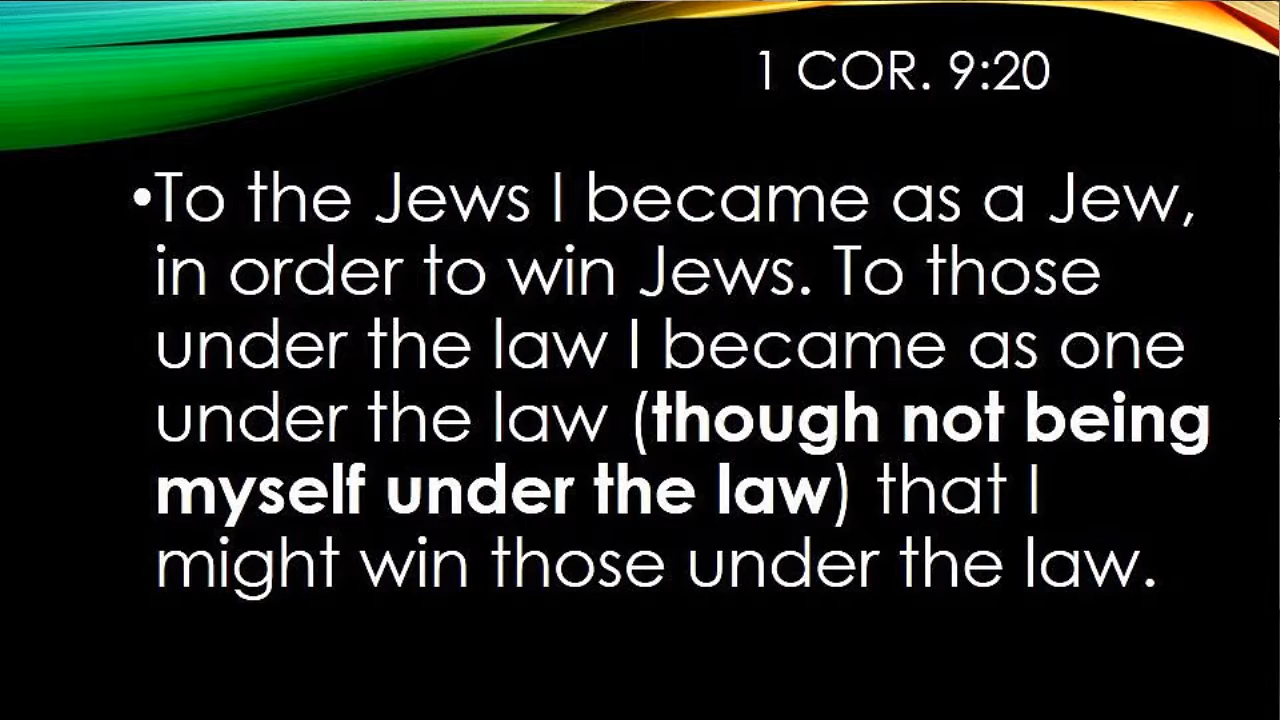 1 COR. 9:20
•To the Jews I became as a Jew,
in order to win Jews. To those
under the law I became as one
under the law (though not being
myself under the law) that I
might win those under the law.